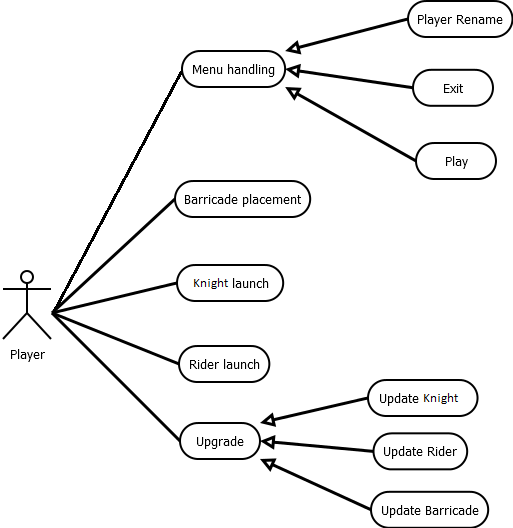 Player Rename
Menu handling
Exit
Play
Barricade placement
Knight launch
Player
Rider launch
Update Knight
Upgrade
Update Rider
Update Barricade